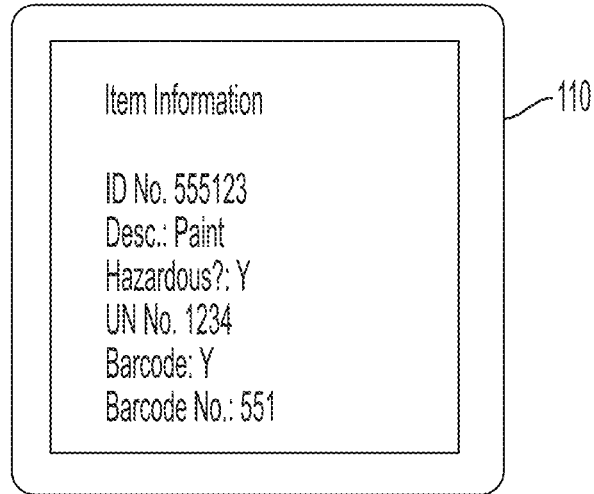 Item Information
110
ID No. 555123
Desc.: Paint
Hazardous?: Y
UN No. 1234
Barcode: Y
Barcode No.: 551